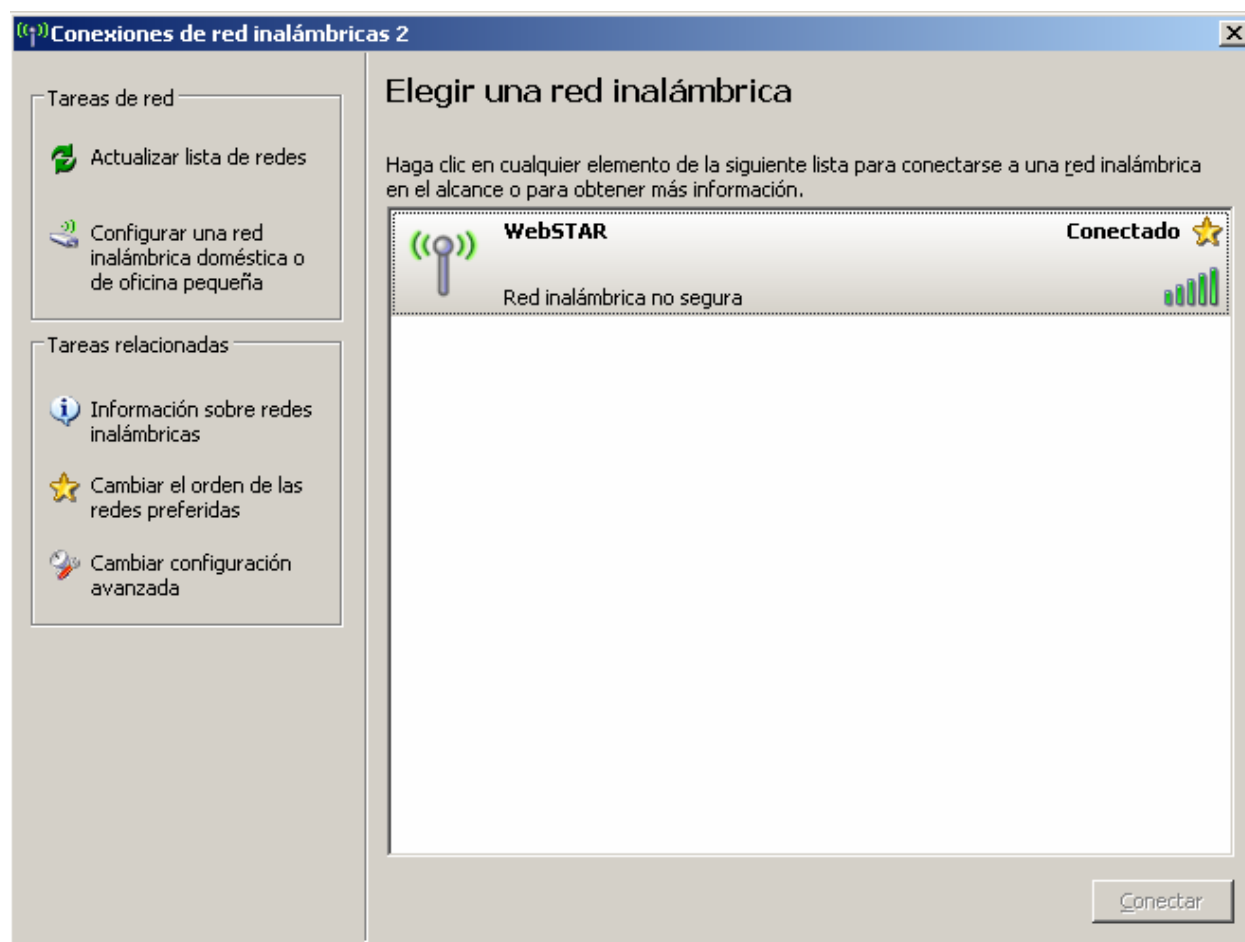 Conexiones de red inalámbricas 2
Tareas de red
Actualizar lista de redes
Configurar una red
inalámbrica doméstica o
de oficina pequeña
Tareas relacionadas
Información sobre redes
inalámbricas
Cambiar el orden de las
redes preferidas
Cambiar configuración
avanzada
Elegir una red inalámbrica
Haga clic en cualquier elemento de la siguiente lista para conectarse a una red inalámbrica
en el alcance o para obtener más información.
WebSTAR Conectado
Red inalámbrica no segura
Conectar